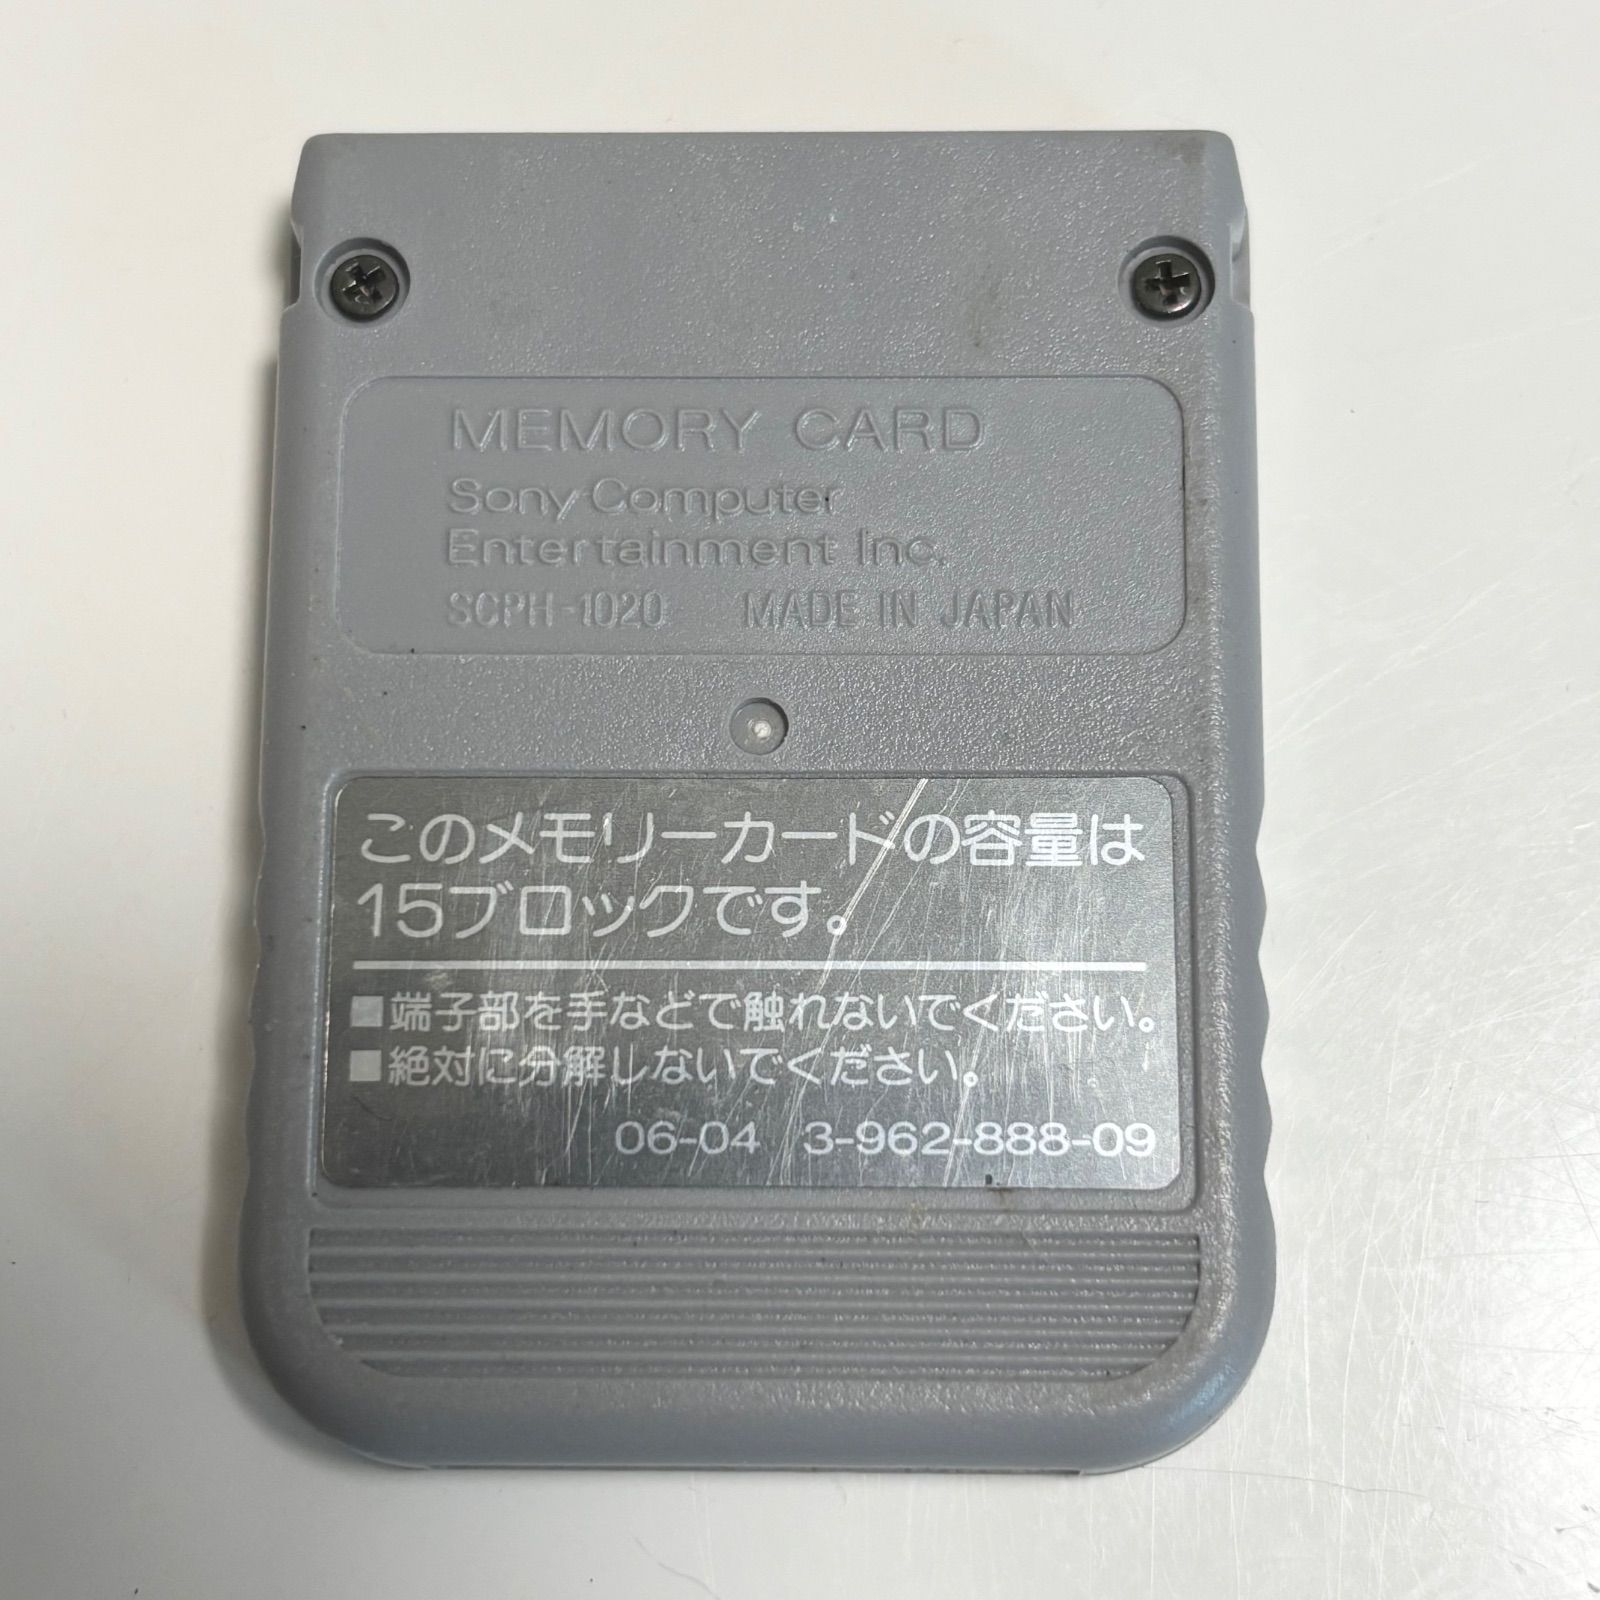 MEMORY CARD
Sony Computer
Entertainment Inc.
SCPH-1020 MADE IN JAPAN
このメモリーカードの容量は
15ブロックです。
■端子部を手などで触れないでください。
■絶対に分解しないでください。
06-04 3-962-888-09